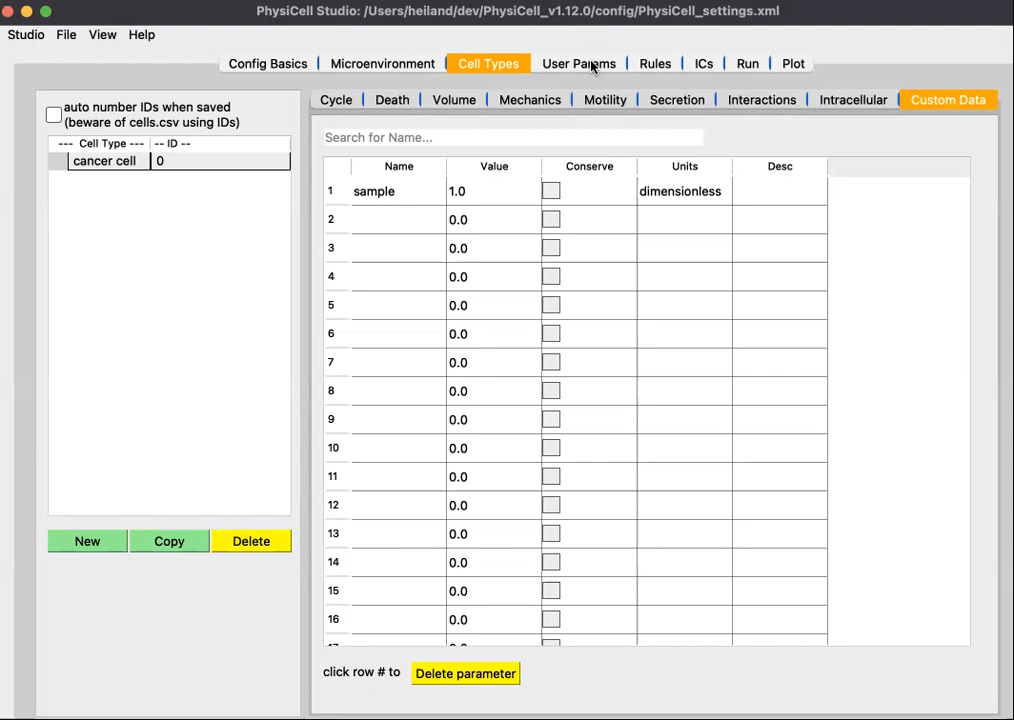 PhysiCell Studio: /Users/heiland/dev/PhysiCell_v1.12.0/config/PhysiCell_settings.xml
Studio File View Help
Config Basics Microenvironment Cell Types User Params Rules ICs Run Plot
auto number IDs when saved
(beware of cells.csv using IDs)
--- Cell Type --- -- ID --
cancer cell 0
New Copy Delete
Cycle Death Volume Mechanics Motility Secretion Interactions Intracellular Custom Data
Search for Name...
Name Value Conserve Units Desc
1 sample 1.0 dimensionless
2 0.0
3 0.0
4 0.0
5 0.0
6 0.0
7 0.0
8 0.0
9 0.0
10 0.0
11 0.0
12 0.0
13 0.0
14 0.0
15 0.0
16 0.0
click row # to Delete parameter